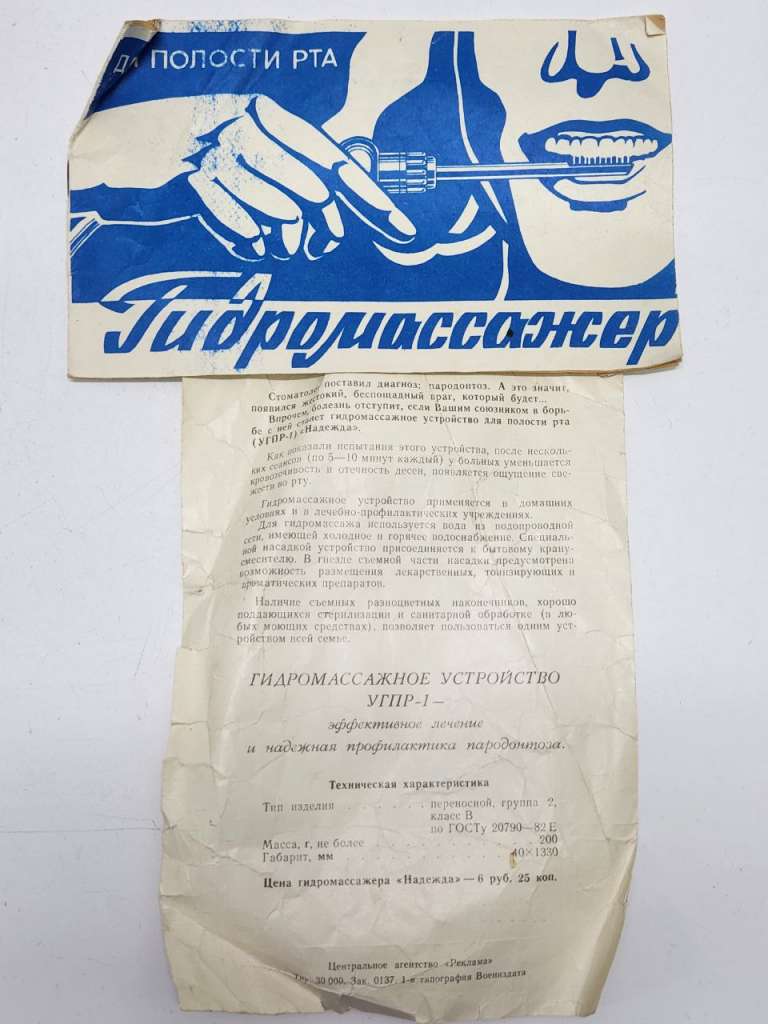 ДЛ ПОЛОСТИ РТА
Гидромассажер
Стоматолог поставил диагноз: пародонтоз. А это значит,
появился жестокий, беспощадный враг, который будет...
Впрочем, болезнь отступит, если Вашим союзником в борь-
бе с ней станет гидромассажное устройство для полости рта
(УГПР-1) «Надежда».
Как показали испытания этого устройства, после несколь-
ких сеансов (по 5—10 минут каждый) у больных уменьшается
кровоточивость и отечность десен, появляется ощущение све-
жести во рту.
Гидромассажное устройство применяется в домашних
условиях и в лечебно-профилактических учреждениях.
Для гидромассажа используется вода из водопроводной
сети, имеющей холодное и горячее водоснабжение. Специаль-
ной насадкой устройство присоединяется к бытовому крану-
смесителю. В гнезде съемной части насадки предусмотрена
возможность размещения лекарственных, тонизирующих и
ароматических препаратов.
Наличие съемных разноцветных наконечников, хорошо
поддающихся стерилизации и санитарной обработке (в лю-
бых моющих средствах), позволяет пользоваться одним уст-
ройством всей семье.
ГИДРОМАССАЖНОЕ УСТРОЙСТВО
УГПР-1 —
эффективное лечение
и надежная профилактика пародонтоза.
Техническая характеристика
Тип изделия . . . . . . переносной, группа 2,
класс В
по ГОСТу 20790—82 Е
Масса, г, не более . . . . . . 200
Габарит, мм . . . . . . 40×1330
Цена гидромассажера «Надежда» — 6 руб. 25 коп.
Центральное агентство «Реклама»
Тир. 30 000. Зак. 0137. 1-я типография Воениздата